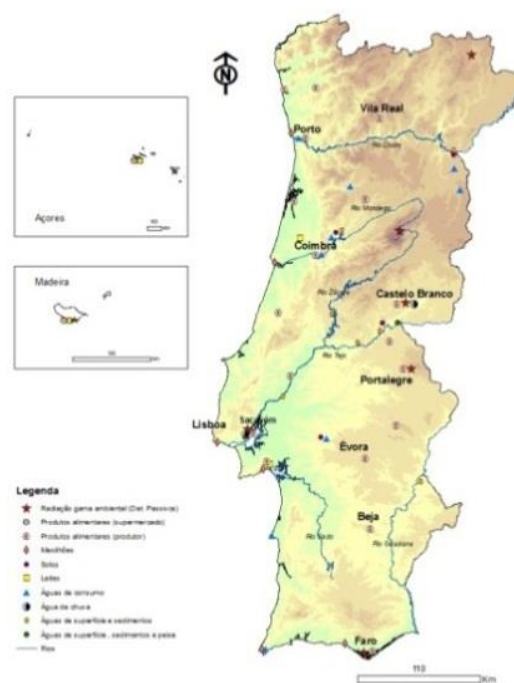 N
Açores
Madeira
Vila Real
Porto
Rio Douro
Rio Mondego
Coimbra
Rio Zêzere
Castelo Branco
Rio Tejo
Portalegre
Lisboa
Sacavém
Évora
Beja
Rio Sado
Rio Guadiana
Faro
Legenda
Radiação gama ambiental (Det. Passivos)
Produtos alimentares (supermercado)
Produtos alimentares (produtor)
Mexilhões
Solos
Leites
Águas de consumo
Água da chuva
Águas de superfície e sedimentos
Águas de superfície, sedimentos e peixe
Rios
110
Km